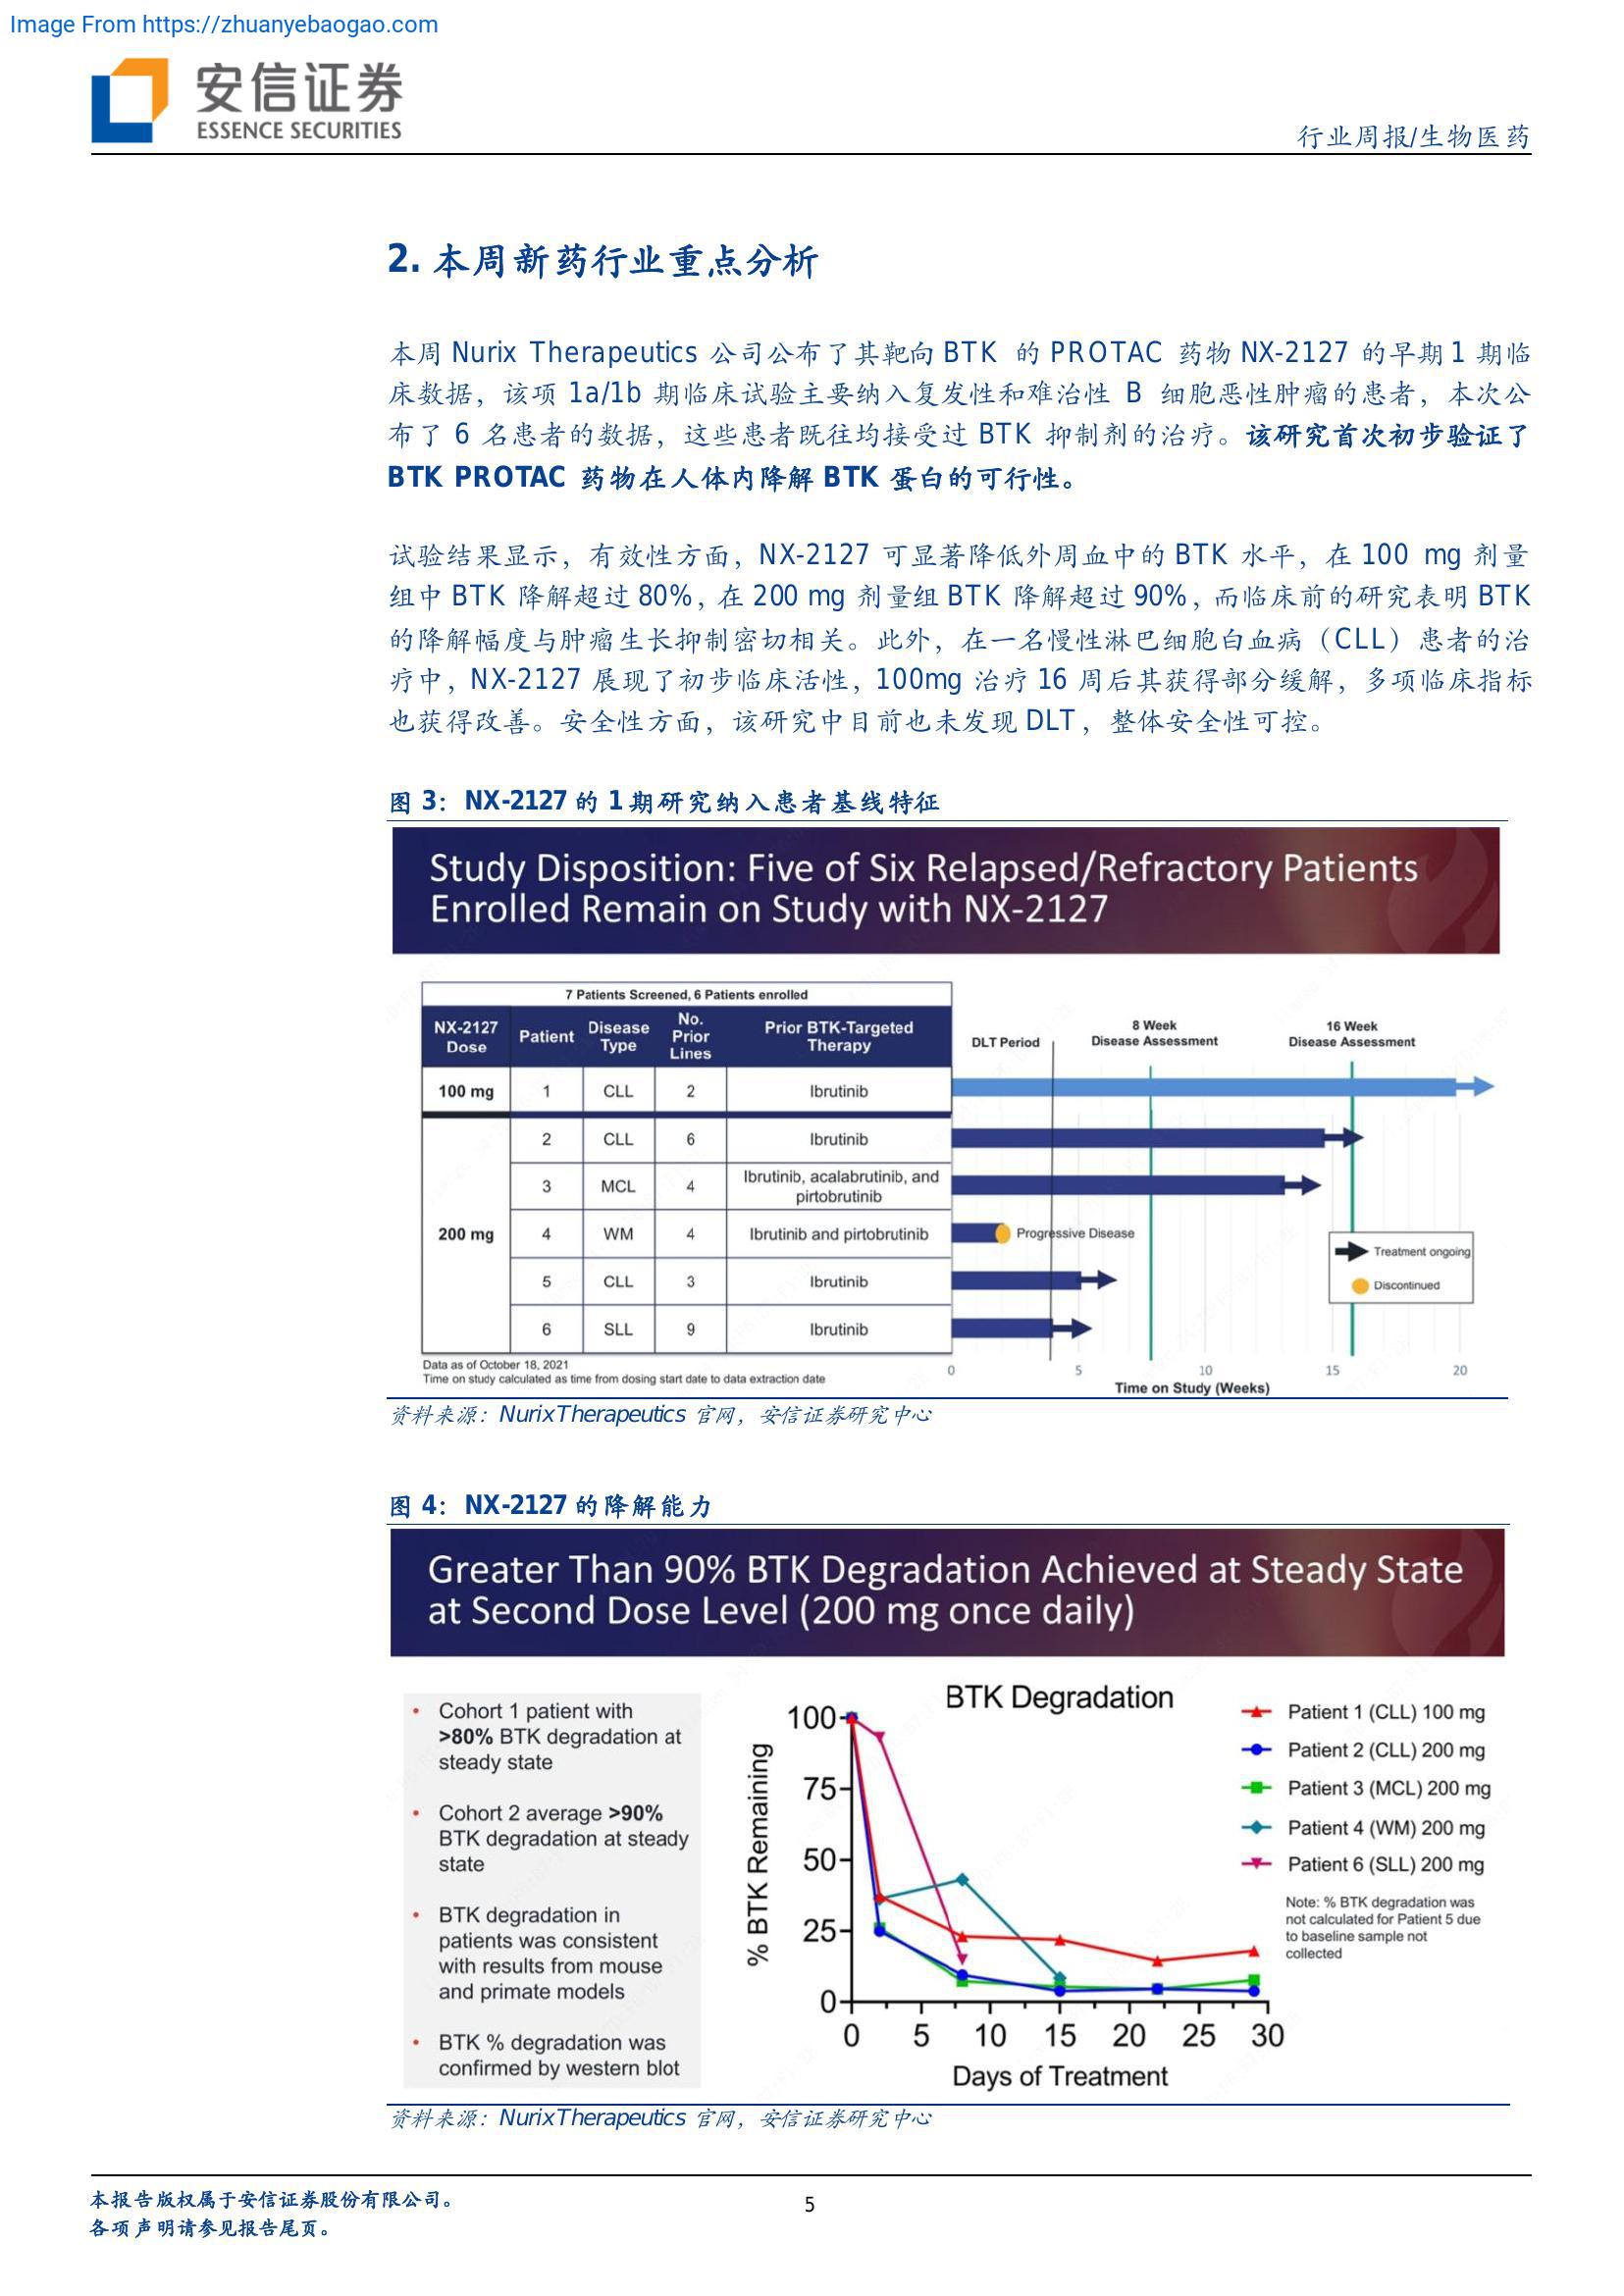 Image From https://zhuanyebaogao.com
安信证券
ESSENCE SECURITIES
行业周报/生物医药
2. 本周新药行业重点分析
本周 Nurix Therapeutics 公司公布了其靶向 BTK 的 PROTAC 药物 NX-2127 的早期 1 期临
床数据，该项 1a/1b 期临床试验主要纳入复发性和难治性 B 细胞恶性肿瘤的患者，本次公
布了 6 名患者的数据，这些患者既往均接受过 BTK 抑制剂的治疗。该研究首次初步验证了
BTK PROTAC 药物在人体内降解 BTK 蛋白的可行性。
试验结果显示，有效性方面，NX-2127 可显著降低外周血中的 BTK 水平，在 100 mg 剂量
组中 BTK 降解超过 80%，在 200 mg 剂量组 BTK 降解超过 90%，而临床前的研究表明 BTK
的降解幅度与肿瘤生长抑制密切相关。此外，在一名慢性淋巴细胞白血病（CLL）患者的治
疗中，NX-2127 展现了初步临床活性，100mg 治疗 16 周后其获得部分缓解，多项临床指标
也获得改善。安全性方面，该研究中目前也未发现 DLT，整体安全性可控。
图 3：NX-2127 的 1 期研究纳入患者基线特征
Study Disposition: Five of Six Relapsed/Refractory Patients
Enrolled Remain on Study with NX-2127
7 Patients Screened, 6 Patients enrolled
NX-2127 Dose Patient Disease Type No. Prior Lines Prior BTK-Targeted Therapy
DLT Period
8 Week Disease Assessment
16 Week Disease Assessment
100 mg 1 CLL 2 Ibrutinib
2 CLL 6 Ibrutinib
3 MCL 4 Ibrutinib, acalabrutinib, and pirtobrutinib
200 mg 4 WM 4 Ibrutinib and pirtobrutinib
Progressive Disease
5 CLL 3 Ibrutinib
6 SLL 9 Ibrutinib
Treatment ongoing
Discontinued
0 5 10 15 20
Time on Study (Weeks)
Data as of October 18, 2021
Time on study calculated as time from dosing start date to data extraction date
资料来源：NurixTherapeutics 官网，安信证券研究中心
图 4：NX-2127 的降解能力
Greater Than 90% BTK Degradation Achieved at Steady State
at Second Dose Level (200 mg once daily)
• Cohort 1 patient with
>80% BTK degradation at
steady state
• Cohort 2 average >90%
BTK degradation at steady
state
• BTK degradation in
patients was consistent
with results from mouse
and primate models
• BTK % degradation was
confirmed by western blot
BTK Degradation
% BTK Remaining
100
75
50
25
0
0 5 10 15 20 25 30
Days of Treatment
Patient 1 (CLL) 100 mg
Patient 2 (CLL) 200 mg
Patient 3 (MCL) 200 mg
Patient 4 (WM) 200 mg
Patient 6 (SLL) 200 mg
Note: % BTK degradation was
not calculated for Patient 5 due
to baseline sample not
collected
资料来源：NurixTherapeutics 官网，安信证券研究中心
本报告版权属于安信证券股份有限公司。
各项声明请参见报告尾页。
5